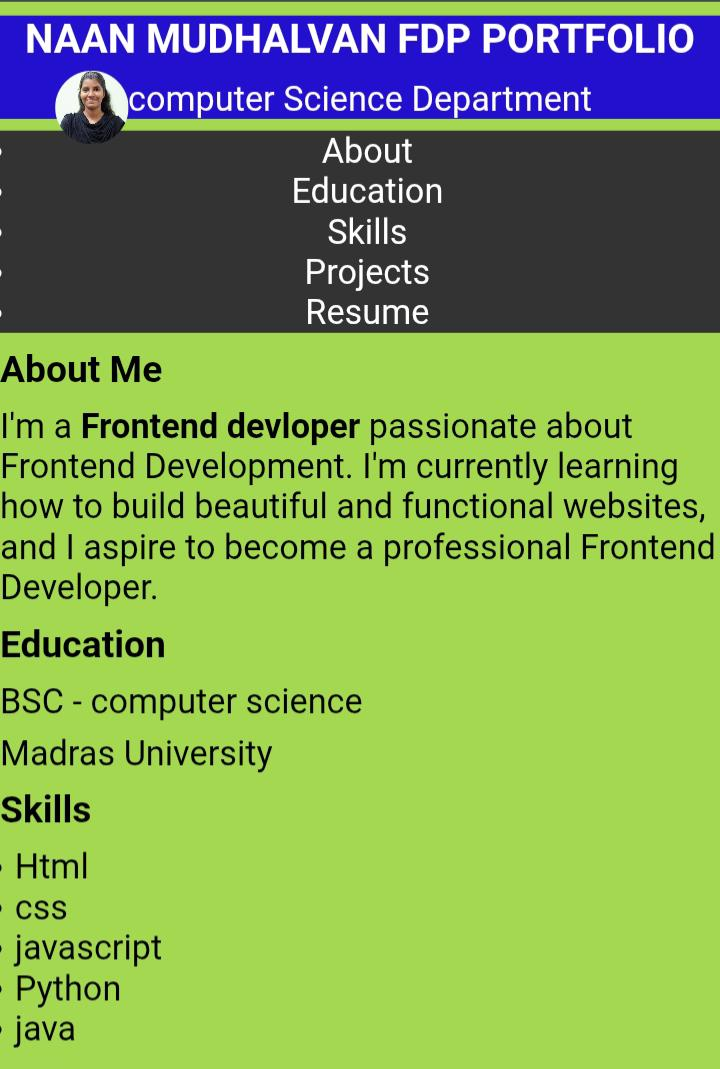 NAAN MUDHALVAN FDP PORTFOLIO
computer Science Department
About
Education
Skills
Projects
Resume
About Me
I'm a Frontend devloper passionate about
Frontend Development. I'm currently learning
how to build beautiful and functional websites,
and I aspire to become a professional Frontend
Developer.
Education
BSC - computer science
Madras University
Skills
Html
css
javascript
Python
java